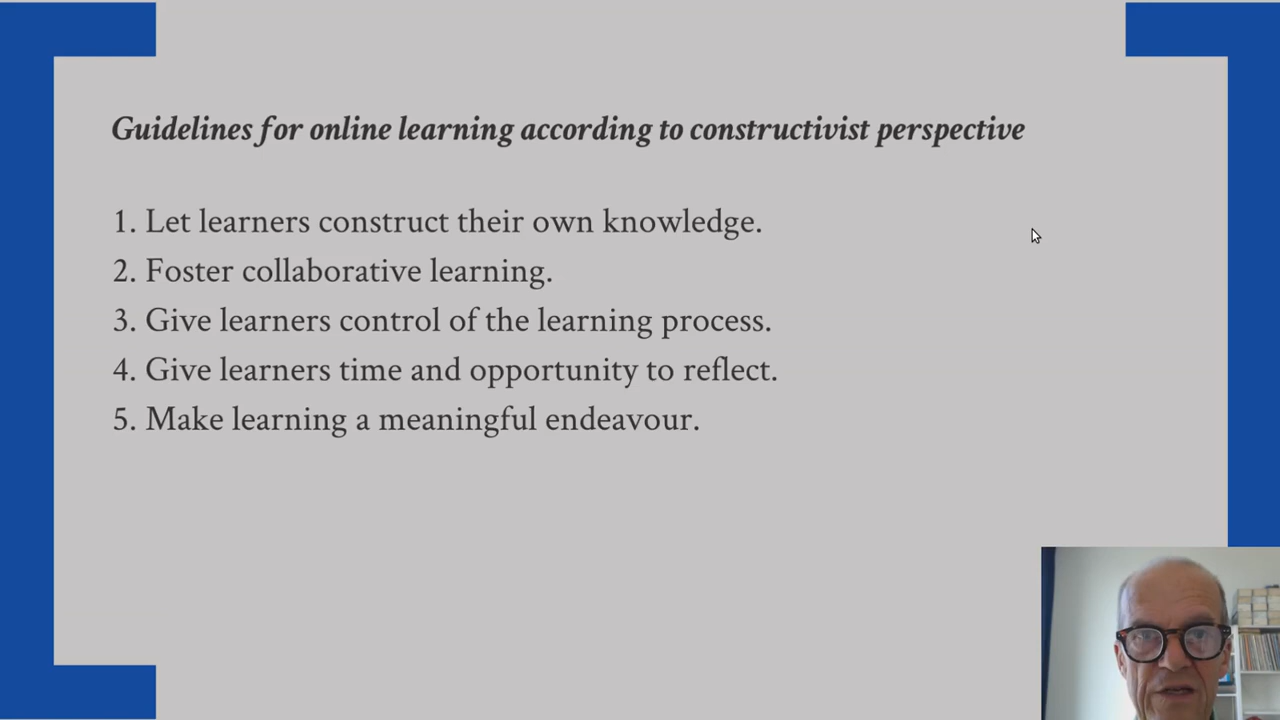 Guidelines for online learning according to constructivist perspective
1. Let learners construct their own knowledge.
2. Foster collaborative learning.
3. Give learners control of the learning process.
4. Give learners time and opportunity to reflect.
5. Make learning a meaningful endeavour.